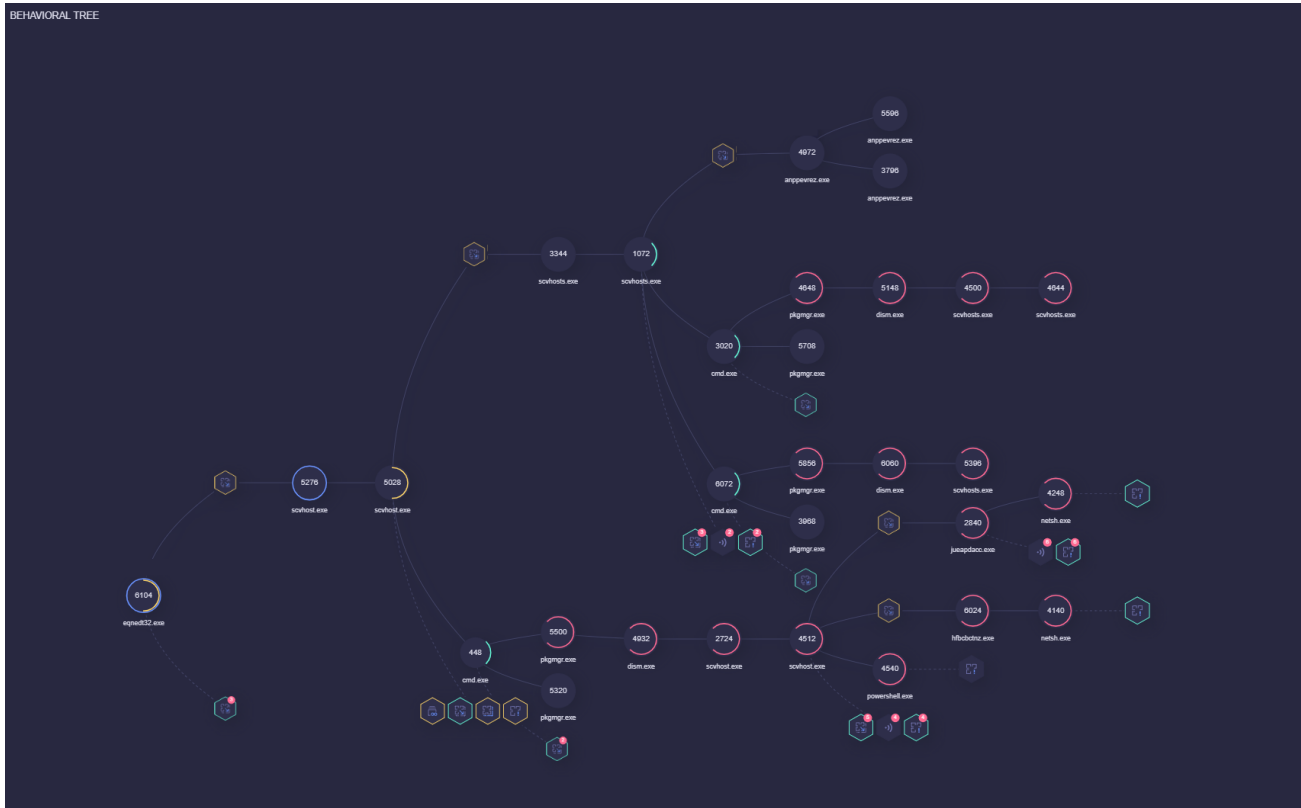 BEHAVIORAL TREE
5596
anppevrez.exe
4972
anppevrez.exe
3796
anppevrez.exe
3344
scvhosts.exe
1072
scvhosts.exe
4648
pkgmgr.exe
5148
dism.exe
4500
scvhosts.exe
4644
scvhosts.exe
3020
cmd.exe
5708
pkgmgr.exe
5856
pkgmgr.exe
6060
dism.exe
5396
scvhosts.exe
6072
cmd.exe
3968
pkgmgr.exe
4248
netsh.exe
2840
jueapdacc.exe
5276
scvhost.exe
5028
scvhost.exe
6104
eqnedt32.exe
6024
hfbcbctnz.exe
4140
netsh.exe
5500
pkgmgr.exe
4932
dism.exe
2724
scvhost.exe
4512
scvhost.exe
448
cmd.exe
5320
pkgmgr.exe
4540
powershell.exe